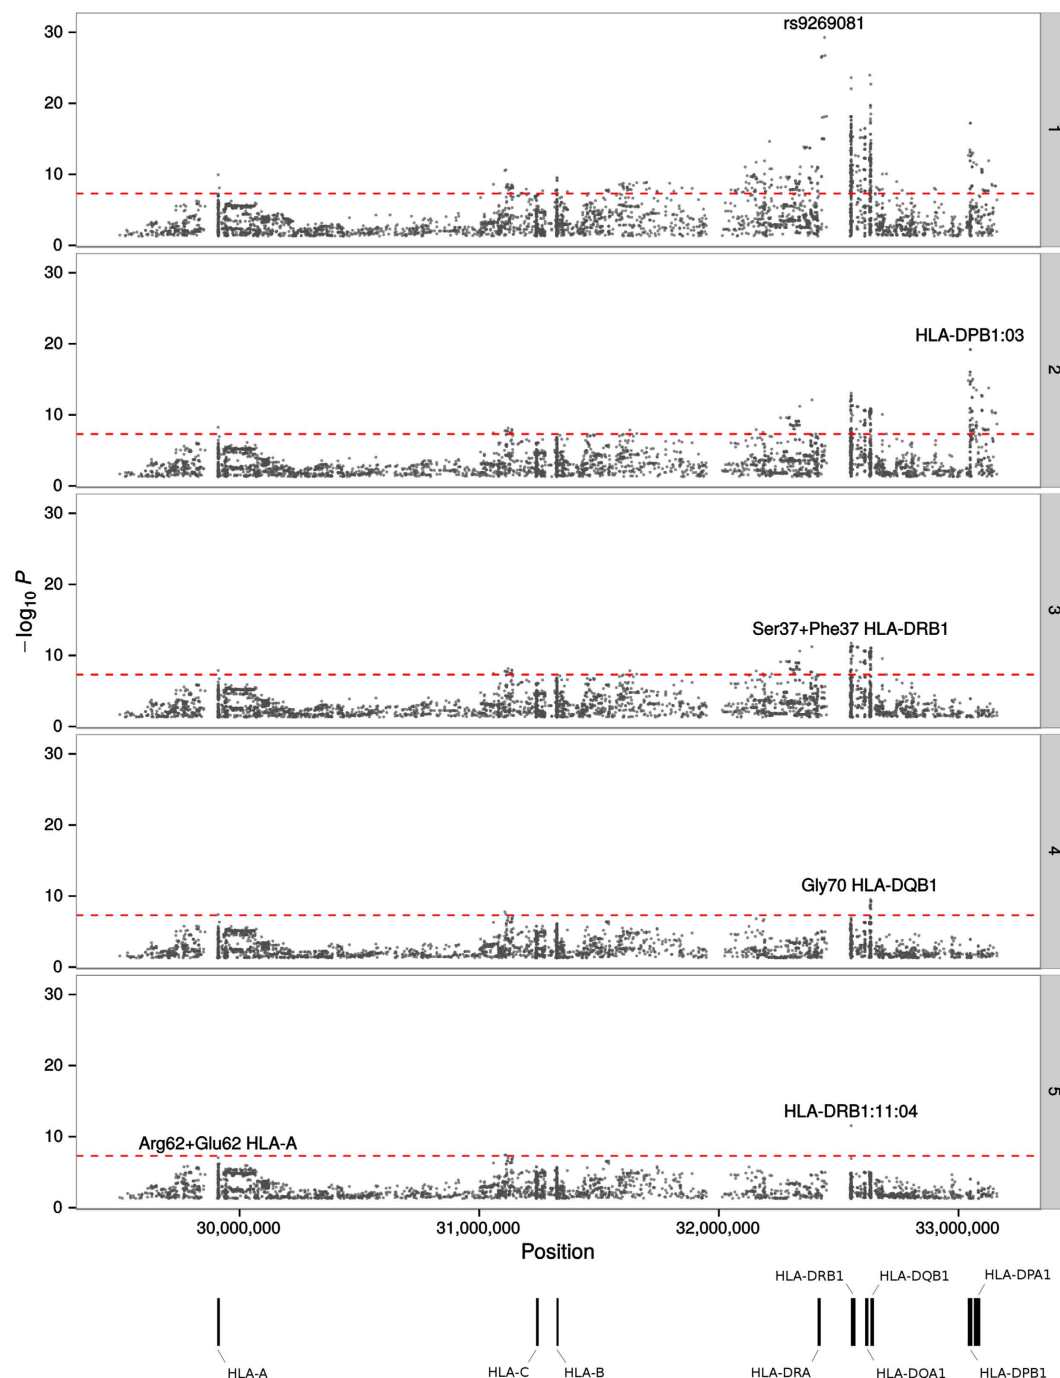 rs9269081
30
20
10
0
1
HLA-DPB1:03
30
20
10
0
2
Ser37+Phe37 HLA-DRB1
30
20
10
0
3
−log10 P
Gly70 HLA-DQB1
30
20
10
0
4
HLA-DRB1:11:04
Arg62+Glu62 HLA-A
30
20
10
0
5
30,000,000 31,000,000 32,000,000 33,000,000
Position
HLA-DRB1 HLA-DQB1 HLA-DPA1
HLA-A HLA-C HLA-B HLA-DRA HLA-DQA1 HLA-DPB1